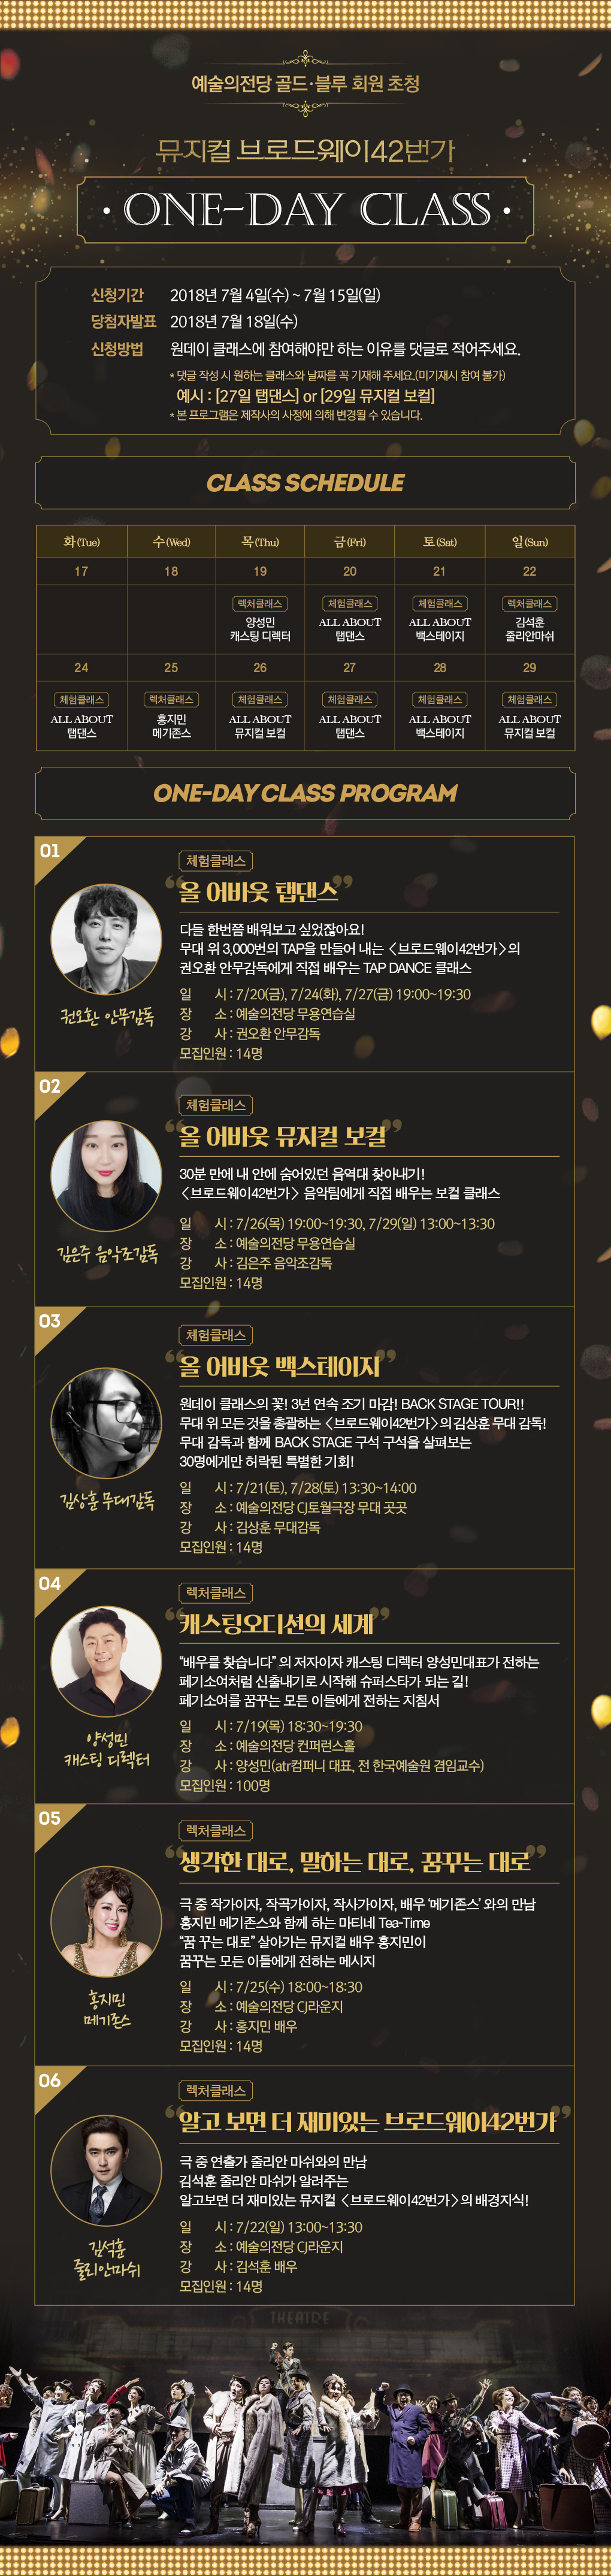 예술의전당 골드·블루 회원 초청
뮤지컬 브로드웨이42번가
· ONE-DAY CLASS ·
신청기간 2018년 7월 4일(수) ~ 7월 15일(일)
당첨자발표 2018년 7월 18일(수)
신청방법 원데이 클래스에 참여해야만 하는 이유를 댓글로 적어주세요.
* 댓글 작성 시 원하는 클래스와 날짜를 꼭 기재해 주세요.(미기재시 참여 불가)
예시 : [27일 탭댄스] or [29일 뮤지컬 보컬]
* 본 프로그램은 제작사의 사정에 의해 변경될 수 있습니다.
CLASS SCHEDULE
화(Tue) 수(Wed) 목(Thu) 금(Fri) 토(Sat) 일(Sun)
17 18 19 20 21 22
렉처클래스 체험클래스 체험클래스 렉처클래스
양성민 ALL ABOUT ALL ABOUT 김석훈
캐스팅 디렉터 탭댄스 백스테이지 줄리안마쉬
24 25 26 27 28 29
체험클래스 렉처클래스 체험클래스 체험클래스 체험클래스 체험클래스
ALL ABOUT 홍지민 ALL ABOUT ALL ABOUT ALL ABOUT ALL ABOUT
탭댄스 메기존스 뮤지컬 보컬 탭댄스 백스테이지 뮤지컬 보컬
ONE-DAY CLASS PROGRAM
01
체험클래스
“올 어바웃 탭댄스”
다들 한번쯤 배워보고 싶었잖아요!
무대 위 3,000번의 TAP을 만들어 내는 <브로드웨이42번가>의
권오환 안무감독에게 직접 배우는 TAP DANCE 클래스
권오환 안무감독
일 시 : 7/20(금), 7/24(화), 7/27(금) 19:00~19:30
장 소 : 예술의전당 무용연습실
강 사 : 권오환 안무감독
모집인원 : 14명
02
체험클래스
“올 어바웃 뮤지컬 보컬”
30분 만에 내 안에 숨어있던 음역대 찾아내기!
<브로드웨이42번가> 음악팀에게 직접 배우는 보컬 클래스
김은주 음악조감독
일 시 : 7/26(목) 19:00~19:30, 7/29(일) 13:00~13:30
장 소 : 예술의전당 무용연습실
강 사 : 김은주 음악조감독
모집인원 : 14명
03
체험클래스
“올 어바웃 백스테이지”
원데이 클래스의 꽃! 3년 연속 조기 마감! BACK STAGE TOUR!!
무대 위 모든 것을 총괄하는 <브로드웨이42번가>의 김상훈 무대 감독!
무대 감독과 함께 BACK STAGE 구석 구석을 살펴보는
30명에게만 허락된 특별한 기회!
김상훈 무대감독
일 시 : 7/21(토), 7/28(토) 13:30~14:00
장 소 : 예술의전당 CJ토월극장 무대 곳곳
강 사 : 김상훈 무대감독
모집인원 : 14명
04
렉처클래스
“캐스팅오디션의 세계”
“배우를 찾습니다” 의 저자이자 캐스팅 디렉터 양성민대표가 전하는
페기소여처럼 신출내기로 시작해 슈퍼스타가 되는 길!
페기소여를 꿈꾸는 모든 이들에게 전하는 지침서
양성민
캐스팅 디렉터
일 시 : 7/19(목) 18:30~19:30
장 소 : 예술의전당 컨퍼런스홀
강 사 : 양성민(atr컴퍼니 대표, 전 한국예술원 겸임교수)
모집인원 : 100명
05
렉처클래스
“생각한 대로, 말하는 대로, 꿈꾸는 대로”
극 중 작가이자, 작곡가이자, 작사가이자, 배우 ‘메기존스’ 와의 만남
홍지민 메기존스와 함께 하는 마티네 Tea-Time
“꿈 꾸는 대로” 살아가는 뮤지컬 배우 홍지민이
꿈꾸는 모든 이들에게 전하는 메시지
홍지민
메기존스
일 시 : 7/25(수) 18:00~18:30
장 소 : 예술의전당 CJ라운지
강 사 : 홍지민 배우
모집인원 : 14명
06
렉처클래스
“알고 보면 더 재미있는 브로드웨이42번가”
극 중 연출가 줄리안 마쉬와의 만남
김석훈 줄리안 마쉬가 알려주는
알고보면 더 재미있는 뮤지컬 <브로드웨이42번가>의 배경지식!
김석훈
줄리안마쉬
일 시 : 7/22(일) 13:00~13:30
장 소 : 예술의전당 CJ라운지
강 사 : 김석훈 배우
모집인원 : 14명
THEATRE